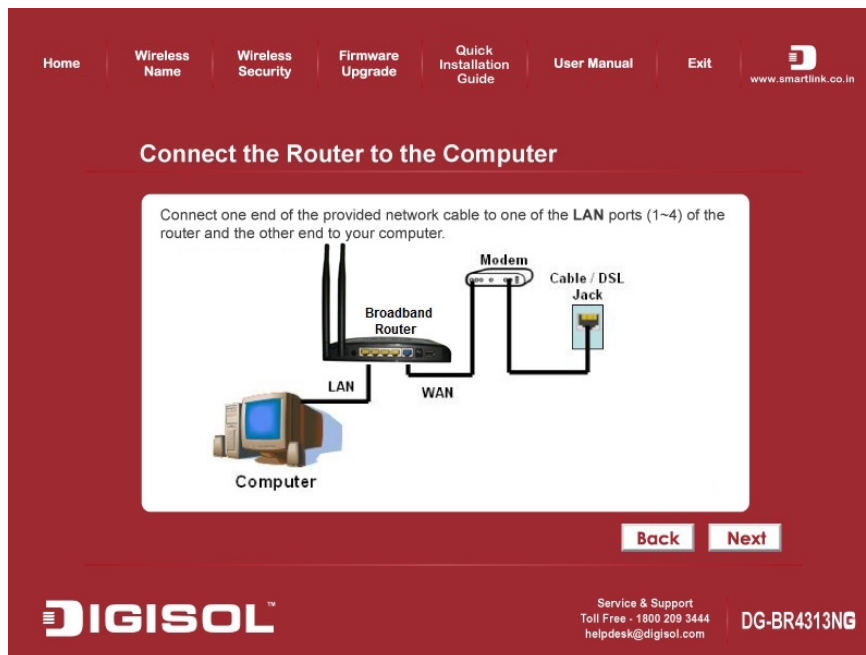 Home
Wireless
Name
Wireless
Security
Firmware
Upgrade
Quick
Installation
Guide
User Manual
Exit
www.smartlink.co.in
Connect the Router to the Computer
Connect one end of the provided network cable to one of the LAN ports (1~4) of the
router and the other end to your computer.
Modem
Cable / DSL
Jack
Broadband
Router
LAN
WAN
Computer
Back
Next
DIGISOL™
Service & Support
Toll Free - 1800 209 3444
helpdesk@digisol.com
DG-BR4313NG